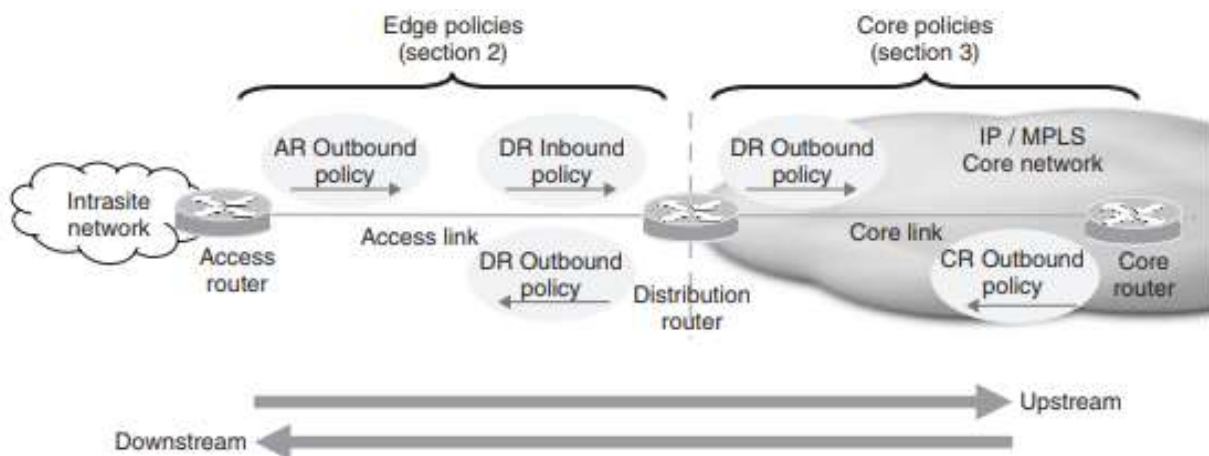 Edge policies
(section 2)
Core policies
(section 3)
AR Outbound
policy
DR Inbound
policy
DR Outbound
policy
IP / MPLS
Core network
Intrasite
network
Access
router
Access link
DR Outbound
policy
Distribution
router
Core link
CR Outbound
policy
Core
router
Upstream
Downstream